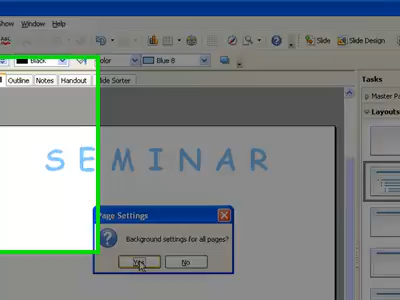 Show Window Help
Slide Slide Design
Black Color Blue 8
Outline Notes Handout Slide Sorter
Tasks
Master Pa
Layouts
SEMINAR
Page Settings
Background settings for all pages?
Yes No